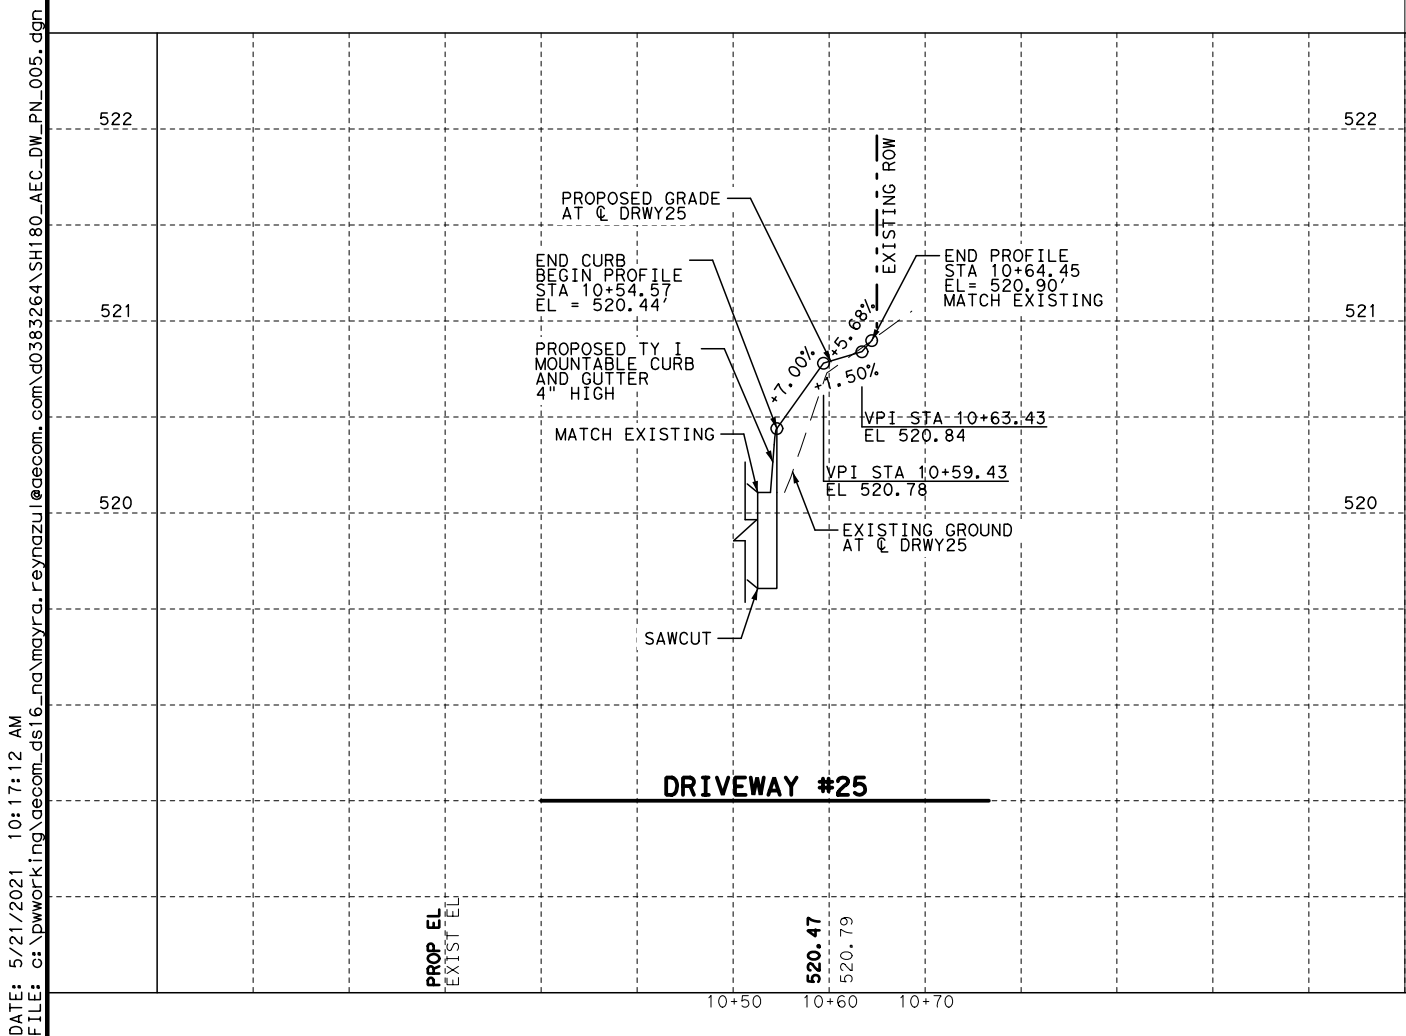 522
522
PROPOSED GRADE
AT ℄ DRWY25
EXISTING ROW
END CURB
BEGIN PROFILE
STA 10+54.57
EL = 520.44'
END PROFILE
STA 10+64.45
EL= 520.90'
MATCH EXISTING
521
521
+5.68%
+7.00%
+1.50%
PROPOSED TY I
MOUNTABLE CURB
AND GUTTER
4" HIGH
MATCH EXISTING
VPI STA 10+63.43
EL 520.84
VPI STA 10+59.43
EL 520.78
520
520
EXISTING GROUND
AT ℄ DRWY25
SAWCUT
DRIVEWAY #25
PROP EL
EXIST EL
520.47
520.79
10+50
10+60
10+70
DATE: 5/21/2021 10:17:12 AM
FILE: c:\pwworking\aecom_ds16_na\mayra.reynazul@aecom.com\d0383264\SH180_AEC_DW_PN_005.dgn